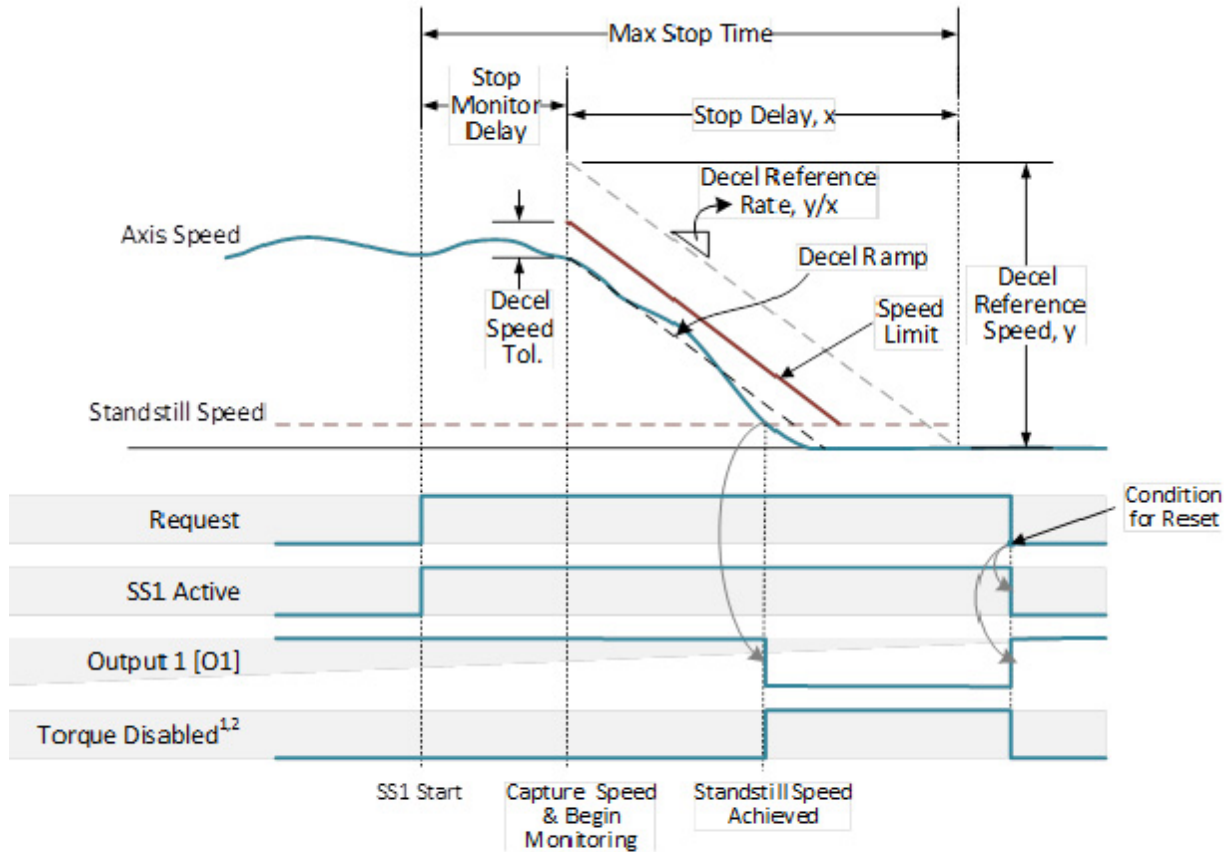 Max Stop Time
Stop
Monitor
Delay
Stop Delay, x
Decel Reference
Rate, y/x
Axis Speed
Decel Ramp
Decel
Speed
Tol.
Speed
Limit
Decel
Reference
Speed, y
Standstill Speed
Request
Condition
for Reset
SS1 Active
Output 1 [O1]
Torque Disabled1,2
SS1 Start
Capture Speed
& Begin
Monitoring
Standstill Speed
Achieved